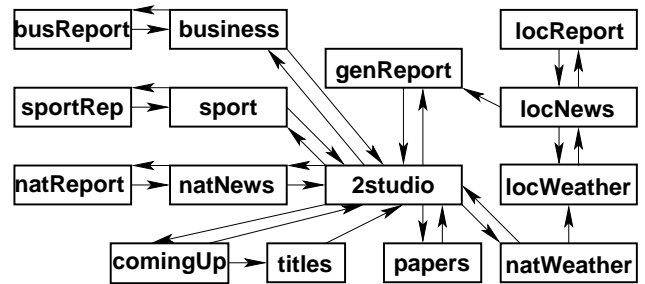 busReport
business
locReport
genReport
sportRep
sport
locNews
natReport
natNews
2studio
locWeather
comingUp
titles
papers
natWeather